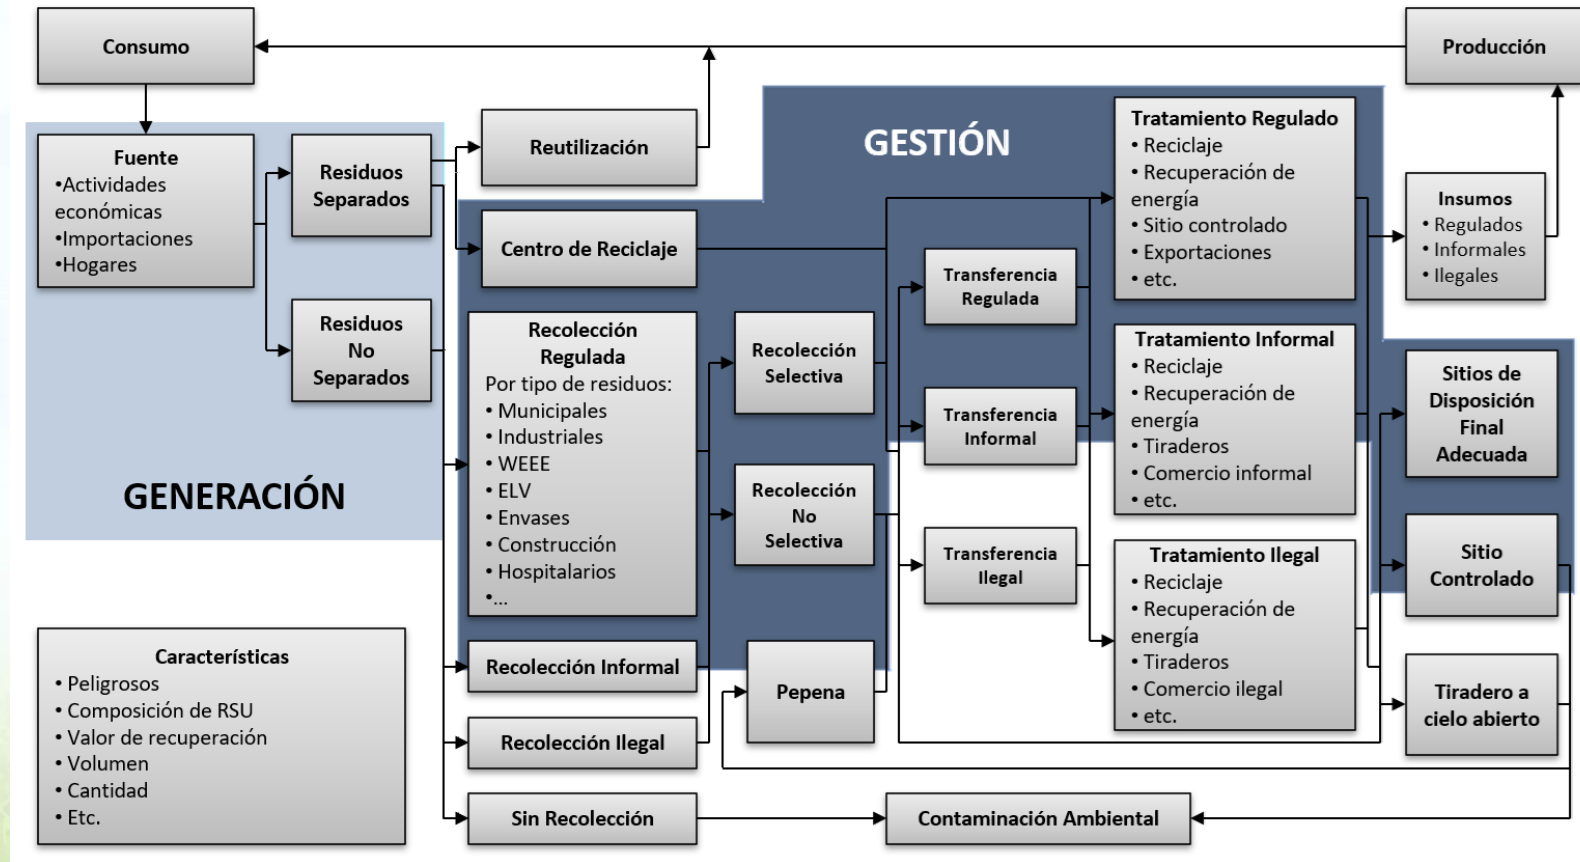 Consumo
Producción
GENERACIÓN
Fuente
•Actividades
económicas
•Importaciones
•Hogares
Residuos
Separados
Residuos
No
Separados
Características
• Peligrosos
• Composición de RSU
• Valor de recuperación
• Volumen
• Cantidad
• Etc.
Reutilización
GESTIÓN
Centro de Reciclaje
Recolección
Regulada
Por tipo de residuos:
• Municipales
• Industriales
• WEEE
• ELV
• Envases
• Construcción
• Hospitalarios
•...
Recolección Informal
Recolección Ilegal
Sin Recolección
Recolección
Selectiva
Recolección
No
Selectiva
Pepena
Transferencia
Regulada
Transferencia
Informal
Transferencia
Ilegal
Tratamiento Regulado
• Reciclaje
• Recuperación de
energía
• Sitio controlado
• Exportaciones
• etc.
Tratamiento Informal
• Reciclaje
• Recuperación de
energía
• Tiraderos
• Comercio informal
• etc.
Tratamiento Ilegal
• Reciclaje
• Recuperación de
energía
• Tiraderos
• Comercio ilegal
• etc.
Insumos
• Regulados
• Informales
• Ilegales
Sitios de
Disposición
Final
Adecuada
Sitio
Controlado
Tiradero a
cielo abierto
Contaminación Ambiental